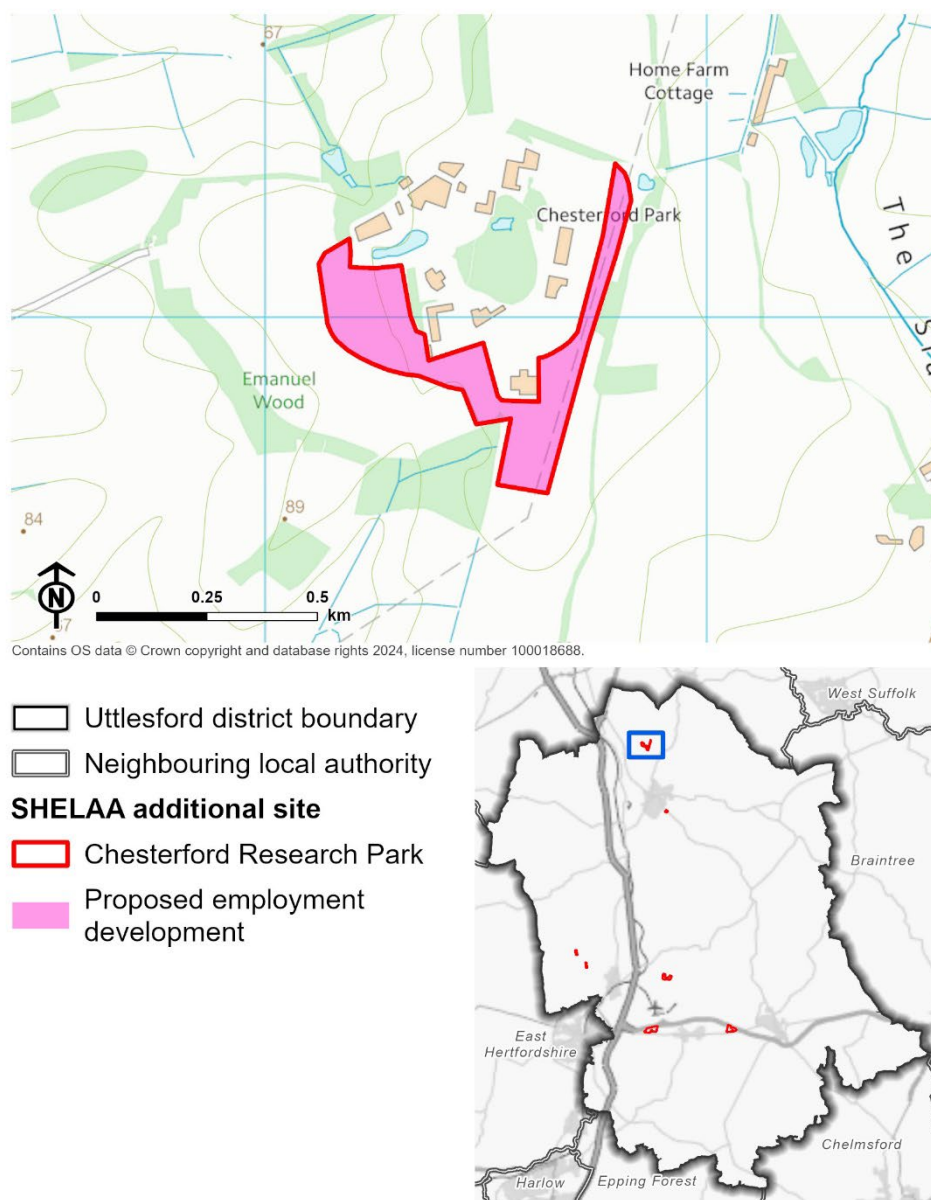 67
Home Farm
Cottage
Chesterford Park
The
Emanuel
Wood
89
84
N
0 0.25 0.5
km
Contains OS data © Crown copyright and database rights 2024, license number 100018688.
Uttlesford district boundary
Neighbouring local authority
SHELAA additional site
Chesterford Research Park
Proposed employment
development
West Suffolk
Braintree
East
Hertfordshire
Chelmsford
Harlow
Epping Forest